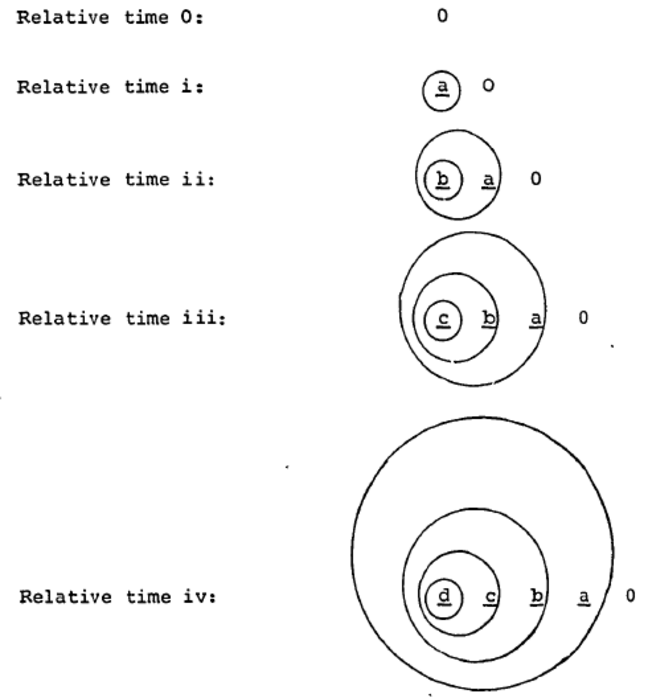 Relative time 0: 0
Relative time i: a 0
Relative time ii: b a 0
Relative time iii: c b a 0
Relative time iv: d c b a 0